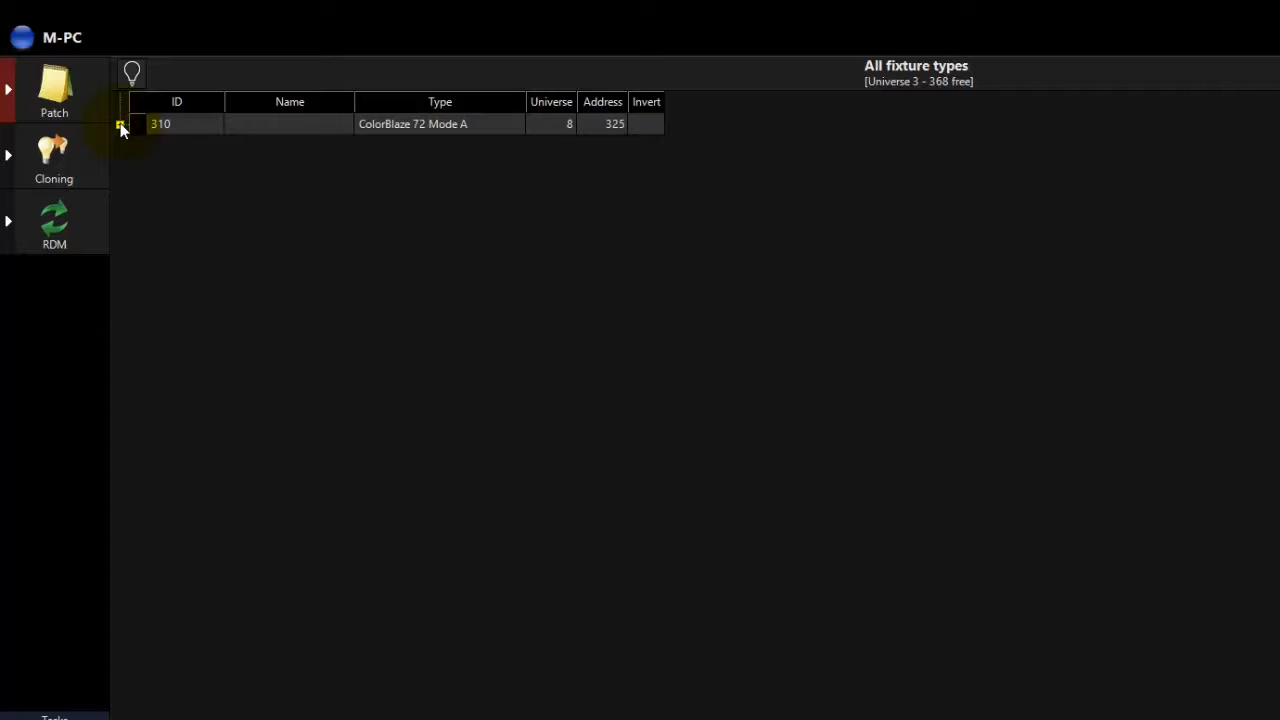 M-PC
All fixture types
[Universe 3 - 368 free]
Patch
ID Name Type Universe Address Invert
310 ColorBlaze 72 Mode A 8 325
Cloning
RDM
Tasks